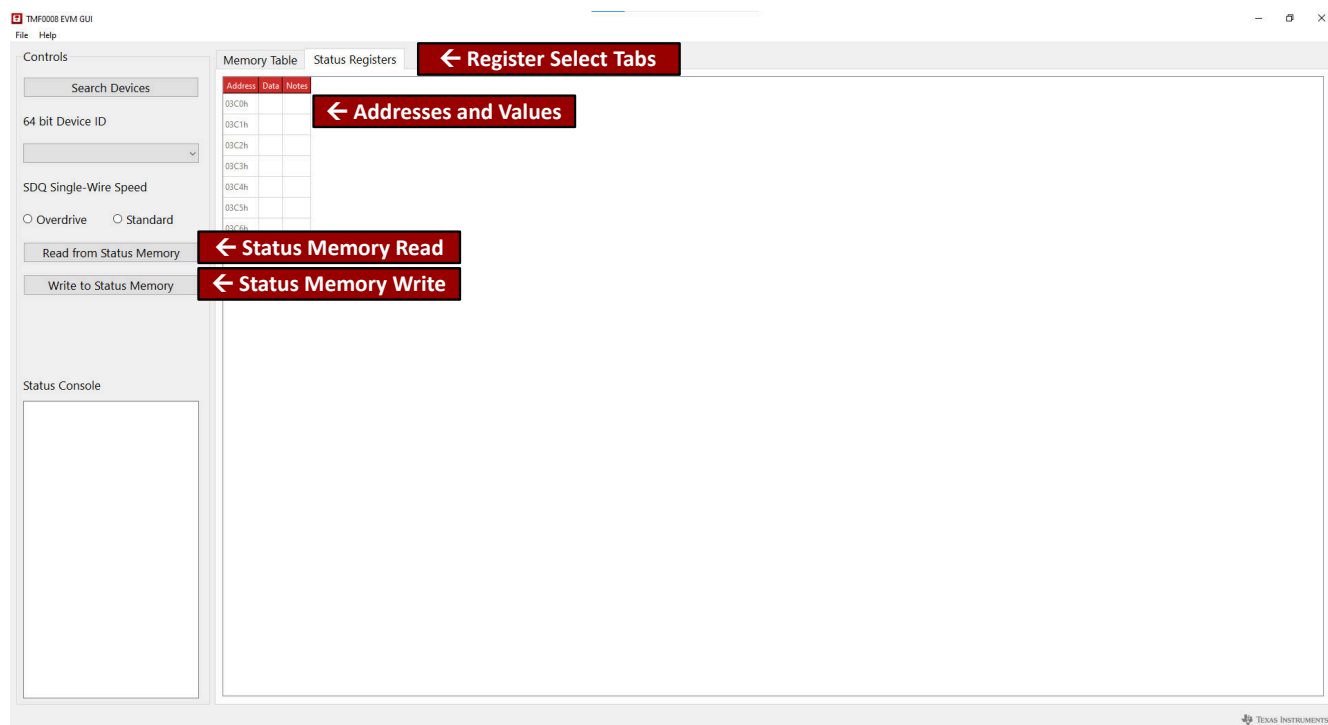 TMF0008 EVM GUI
File Help
Controls
Search Devices
64 bit Device ID
SDQ Single-Wire Speed
Overdrive Standard
Read from Status Memory
Write to Status Memory
Status Console
Memory Table Status Registers
← Register Select Tabs
Address Data Notes
03C0h
← Addresses and Values
03C1h
03C2h
03C3h
03C4h
03C5h
03C6h
← Status Memory Read
← Status Memory Write
TEXAS INSTRUMENTS